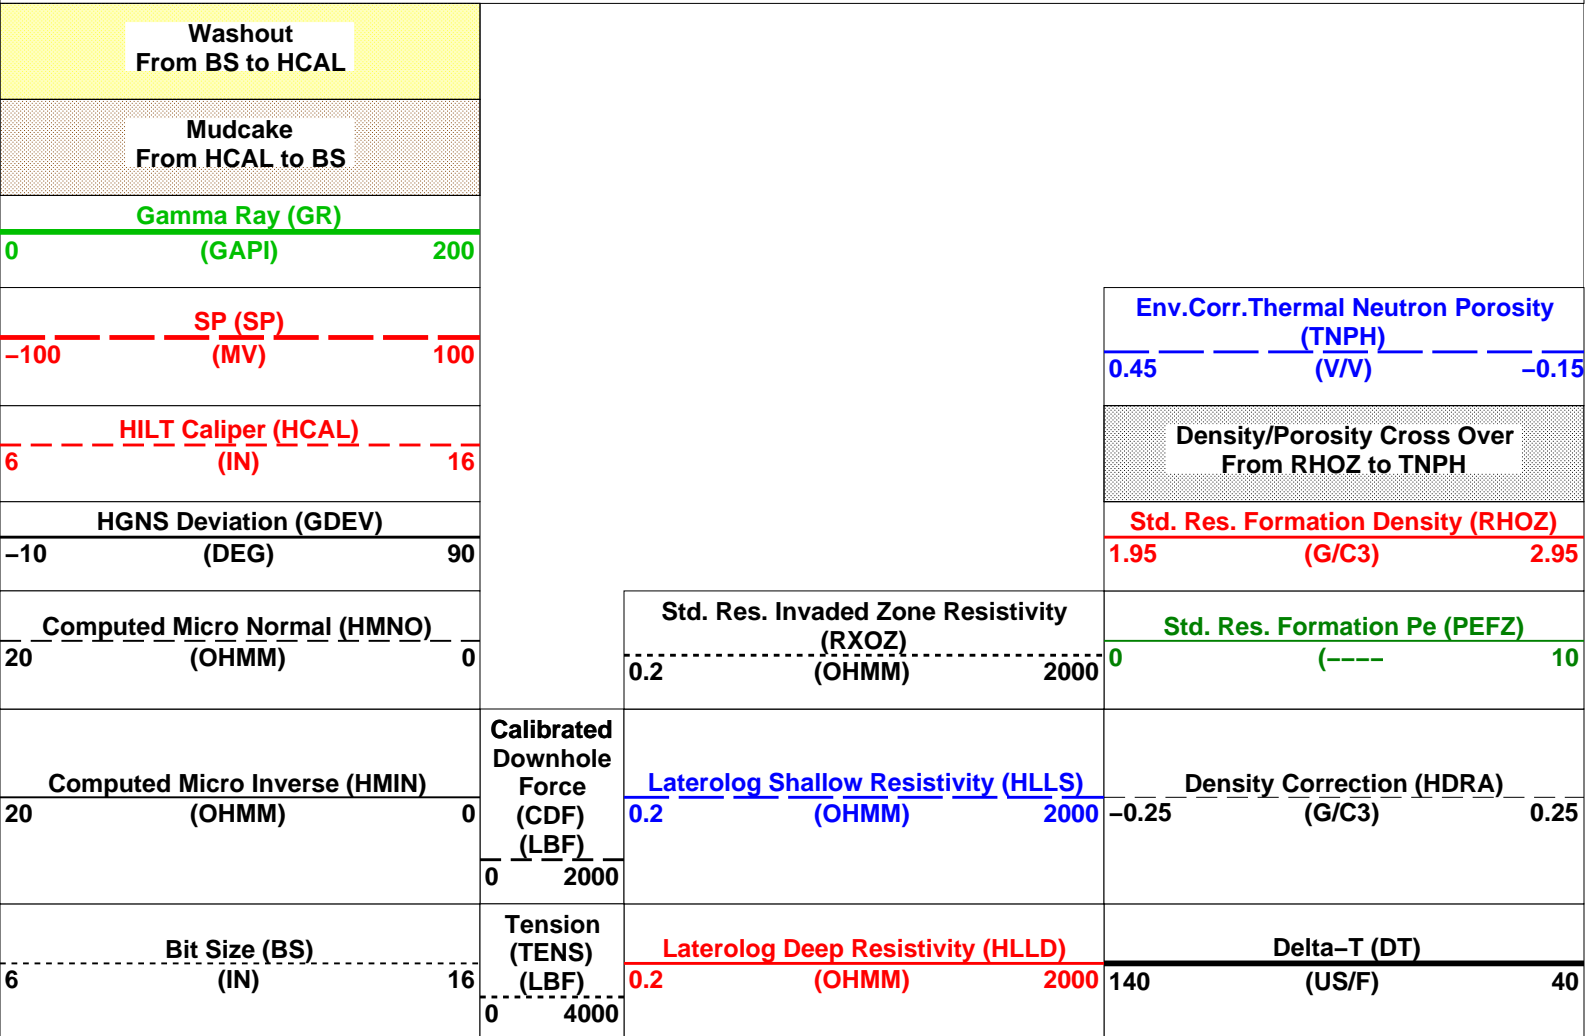 Washout
From BS to HCAL
Mudcake
From HCAL to BS
Gamma Ray (GR)
0 (GAPI) 200
SP (SP)
−100 (MV) 100
HILT Caliper (HCAL)
6 (IN) 16
HGNS Deviation (GDEV)
−10 (DEG) 90
Computed Micro Normal (HMNO)
20 (OHMM) 0
Computed Micro Inverse (HMIN)
20 (OHMM) 0
Bit Size (BS)
6 (IN) 16
Calibrated
Downhole
Force
(CDF)
(LBF)
0 2000
Tension
(TENS)
(LBF)
0 4000
Std. Res. Invaded Zone Resistivity
(RXOZ)
0.2 (OHMM) 2000
Laterolog Shallow Resistivity (HLLS)
0.2 (OHMM) 2000
Laterolog Deep Resistivity (HLLD)
0.2 (OHMM) 2000
Env.Corr.Thermal Neutron Porosity
(TNPH)
0.45 (V/V) −0.15
Density/Porosity Cross Over
From RHOZ to TNPH
Std. Res. Formation Density (RHOZ)
1.95 (G/C3) 2.95
Std. Res. Formation Pe (PEFZ)
0 (−−−− 10
Density Correction (HDRA)
−0.25 (G/C3) 0.25
Delta−T (DT)
140 (US/F) 40